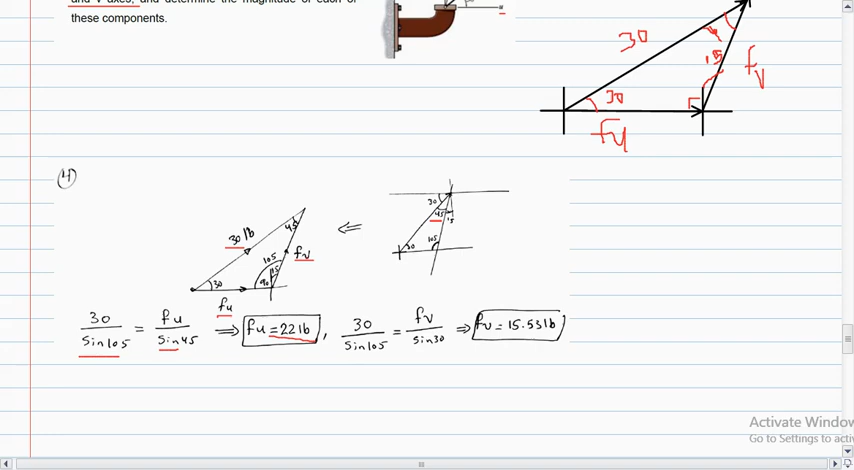 and v axes, and determine the magnitude of each of
these components.
u
30
15
fv
30
fu
4
30
45
15
30
105
30 lb
45
fv
105
15
30
90
fu
30/sin105 = fu/sin45 ⇒ fu = 22 lb, 30/sin105 = fv/sin30 ⇒ fv = 15.53 lb
Activate Window
Go to Settings to activ